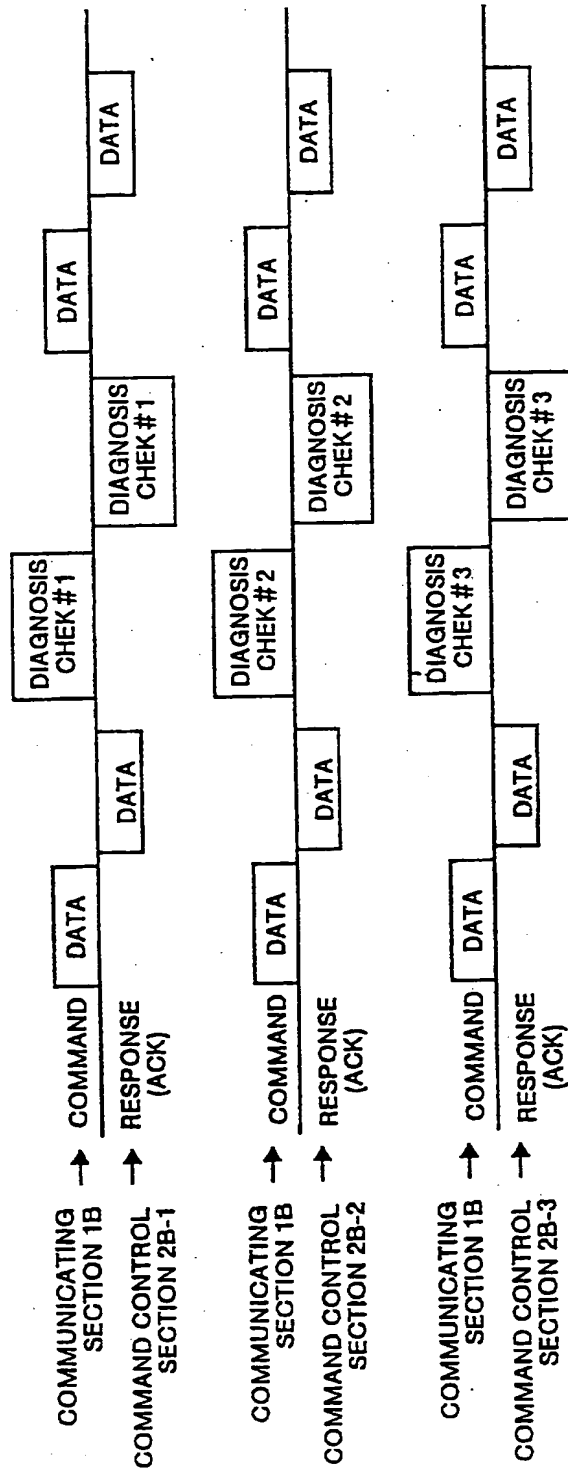 COMMUNICATING
SECTION 1B
COMMAND
COMMAND CONTROL
SECTION 2B-1
RESPONSE
(ACK)
DATA
DATA
DIAGNOSIS
CHEK #1
DIAGNOSIS
CHEK #1
DATA
DATA
COMMUNICATING
SECTION 1B
COMMAND
COMMAND CONTROL
SECTION 2B-2
RESPONSE
(ACK)
DATA
DATA
DIAGNOSIS
CHEK #2
DIAGNOSIS
CHEK #2
DATA
DATA
COMMUNICATING
SECTION 1B
COMMAND
COMMAND CONTROL
SECTION 2B-3
RESPONSE
(ACK)
DATA
DATA
DIAGNOSIS
CHEK #3
DIAGNOSIS
CHEK #3
DATA
DATA